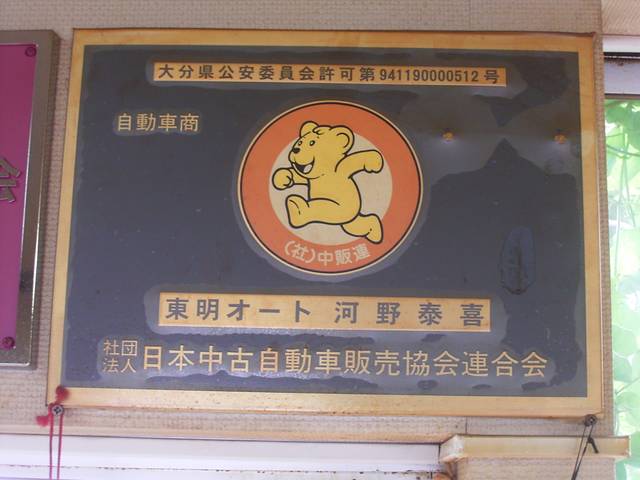 大分県公安委員会許可第941190000512号
自動車商
(社)中販連
東明オート 河野泰喜
社団法人日本中古自動車販売協会連合会